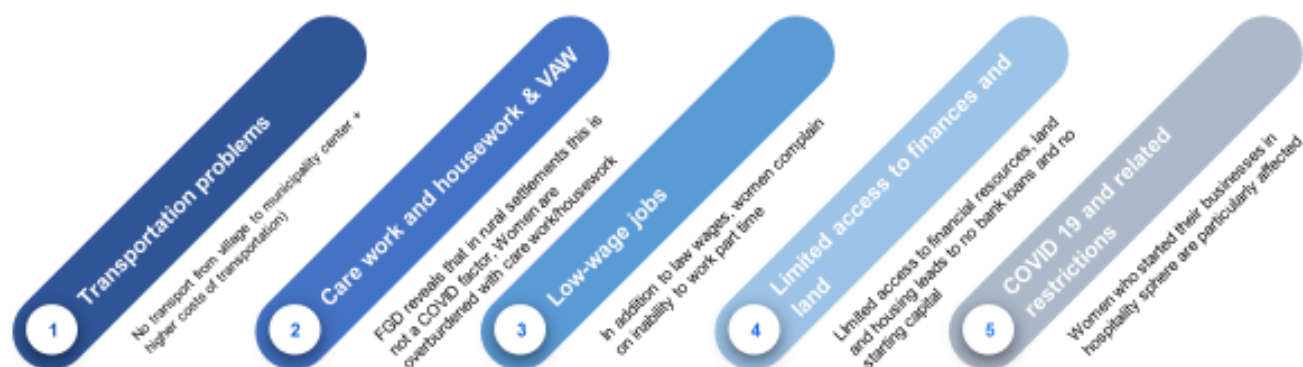 1
Transportation problems
No transport from village to municipality center +
higher costs of transportation)
2
Care work and housework & VAW
FGD reveals that in rural settlements this is
not a COVID factor, Women are
overburdened with care work/housework
3
Low-wage jobs
In addition to law wages, women complain
on inability to work part time
4
Limited access to finances and
land
Limited access to financial resources, land
and housing leads to no bank loans and no
starting capital
5
COVID 19 and related
restrictions
Women who started their businesses in
hospitality sphere are particularly affected